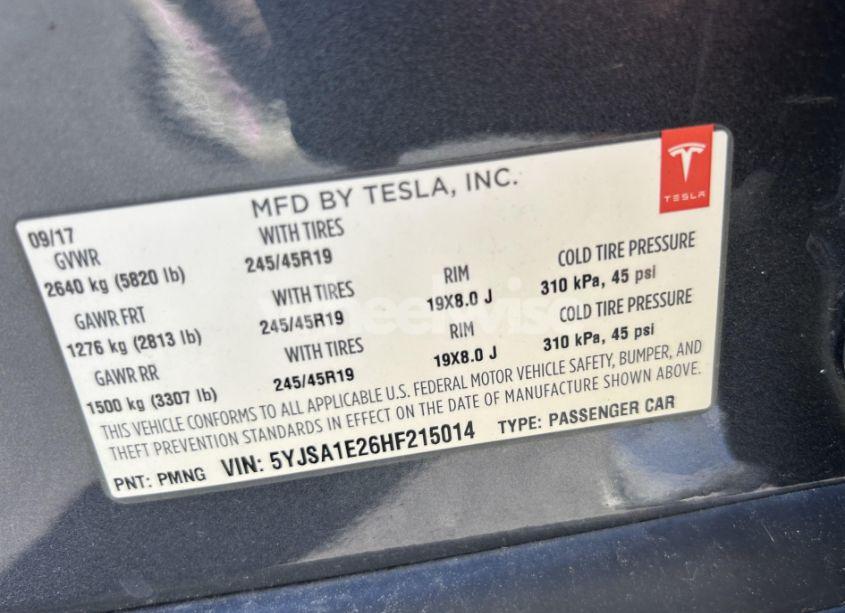 TESLA
MFD BY TESLA, INC.
09/17
GVWR WITH TIRES
2640 kg (5820 lb) 245/45R19 RIM COLD TIRE PRESSURE
GAWR FRT WITH TIRES 19X8.0 J 310 kPa, 45 psi
1276 kg (2813 lb) 245/45R19 RIM COLD TIRE PRESSURE
GAWR RR WITH TIRES 19X8.0 J 310 kPa, 45 psi
1500 kg (3307 lb) 245/45R19
THIS VEHICLE CONFORMS TO ALL APPLICABLE U.S. FEDERAL MOTOR VEHICLE SAFETY, BUMPER, AND
THEFT PREVENTION STANDARDS IN EFFECT ON THE DATE OF MANUFACTURE SHOWN ABOVE.
PNT: PMNG VIN: 5YJSA1E26HF215014 TYPE: PASSENGER CAR
wheelwise